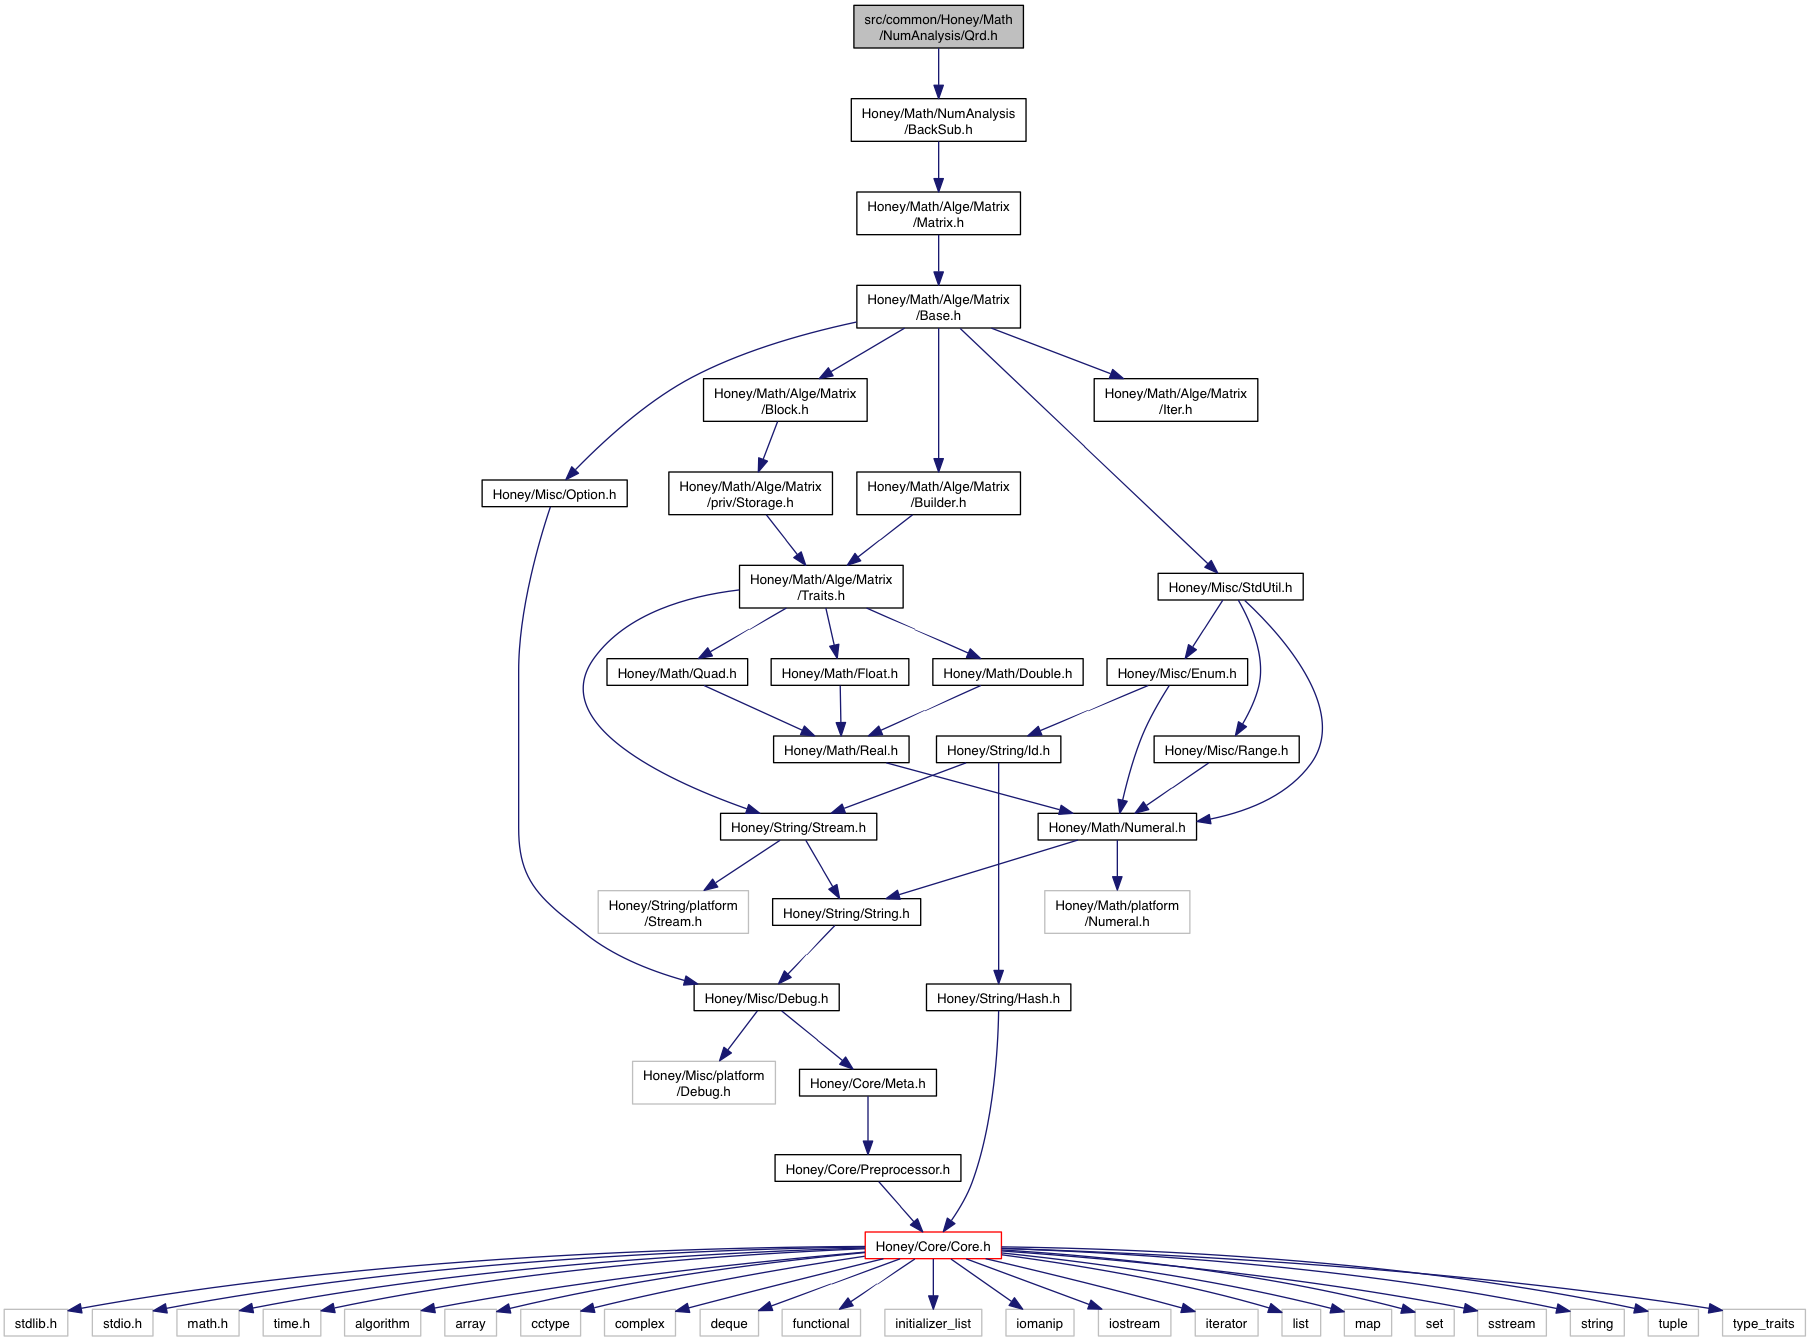 src/common/Honey/Math
/NumAnalysis/Qrd.h
Honey/Math/NumAnalysis
/BackSub.h
Honey/Math/Alge/Matrix
/Matrix.h
Honey/Math/Alge/Matrix
/Base.h
Honey/Math/Alge/Matrix
/Block.h
Honey/Math/Alge/Matrix
/Iter.h
Honey/Misc/Option.h
Honey/Math/Alge/Matrix
/priv/Storage.h
Honey/Math/Alge/Matrix
/Builder.h
Honey/Math/Alge/Matrix
/Traits.h
Honey/Misc/StdUtil.h
Honey/Math/Quad.h
Honey/Math/Float.h
Honey/Math/Double.h
Honey/Misc/Enum.h
Honey/Math/Real.h
Honey/String/Id.h
Honey/Misc/Range.h
Honey/String/Stream.h
Honey/Math/Numeral.h
Honey/String/platform
/Stream.h
Honey/String/String.h
Honey/Math/platform
/Numeral.h
Honey/Misc/Debug.h
Honey/String/Hash.h
Honey/Misc/platform
/Debug.h
Honey/Core/Meta.h
Honey/Core/Preprocessor.h
Honey/Core/Core.h
stdlib.h
stdio.h
math.h
time.h
algorithm
array
cctype
complex
deque
functional
initializer_list
iomanip
iostream
iterator
list
map
set
sstream
string
tuple
type_traits